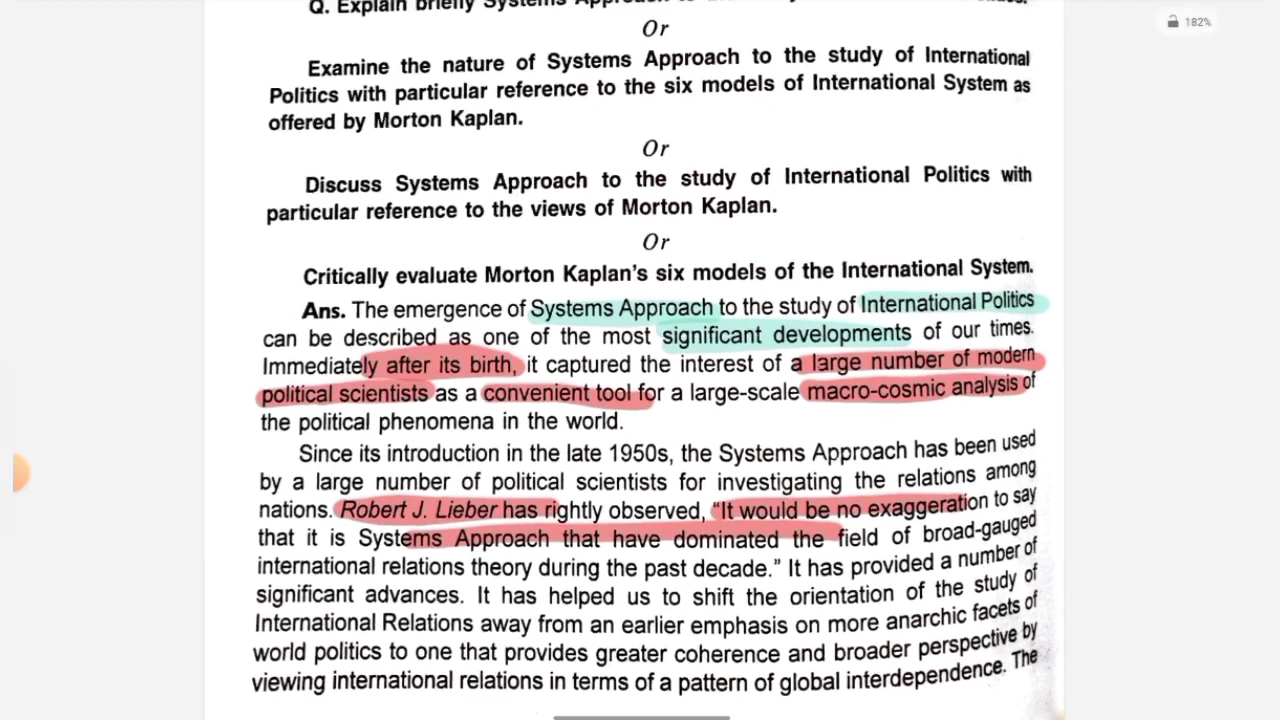 Q. Explain briefly Systems
182%
Or
Examine the nature of Systems Approach to the study of International
Politics with particular reference to the six models of International System as
offered by Morton Kaplan.
Or
Discuss Systems Approach to the study of International Politics with
particular reference to the views of Morton Kaplan.
Or
Critically evaluate Morton Kaplan's six models of the International System.
Ans. The emergence of Systems Approach to the study of International Politics
can be described as one of the most significant developments of our times.
Immediately after its birth, it captured the interest of a large number of modern
political scientists as a convenient tool for a large-scale macro-cosmic analysis of
the political phenomena in the world.
Since its introduction in the late 1950s, the Systems Approach has been used
by a large number of political scientists for investigating the relations among
nations. Robert J. Lieber has rightly observed, "It would be no exaggeration to say
that it is Systems Approach that have dominated the field of broad-gauged
international relations theory during the past decade." It has provided a number of
significant advances. It has helped us to shift the orientation of the study of
International Relations away from an earlier emphasis on more anarchic facets of
world politics to one that provides greater coherence and broader perspective by
viewing international relations in terms of a pattern of global interdependence. The